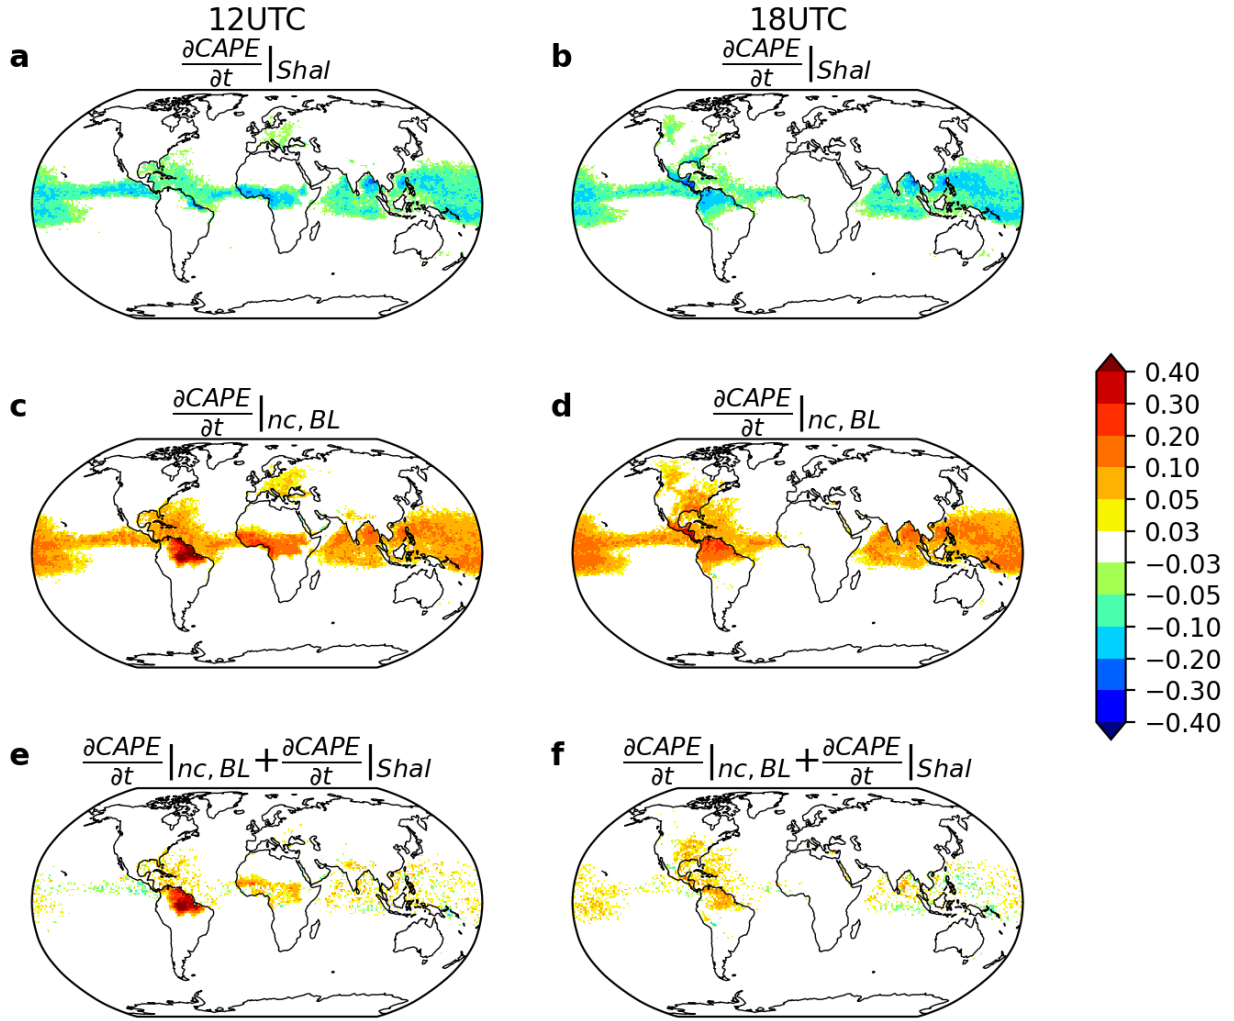 12UTC
18UTC
a
∂CAPE/∂t|Shal
b
∂CAPE/∂t|Shal
c
∂CAPE/∂t|nc, BL
d
∂CAPE/∂t|nc, BL
0.40
0.30
0.20
0.10
0.05
0.03
−0.03
−0.05
−0.10
−0.20
−0.30
−0.40
e
∂CAPE/∂t|nc, BL+∂CAPE/∂t|Shal
f
∂CAPE/∂t|nc, BL+∂CAPE/∂t|Shal